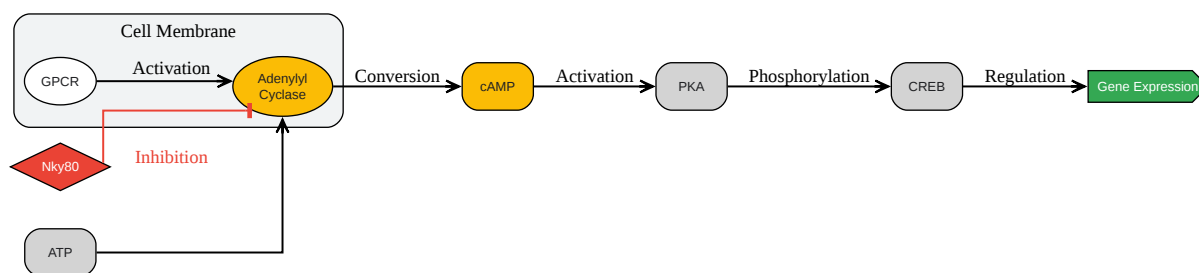 Cell Membrane
GPCR
Activation
Adenylyl
Cyclase
Conversion
cAMP
Activation
PKA
Phosphorylation
CREB
Regulation
Gene Expression
Nky80
Inhibition
ATP